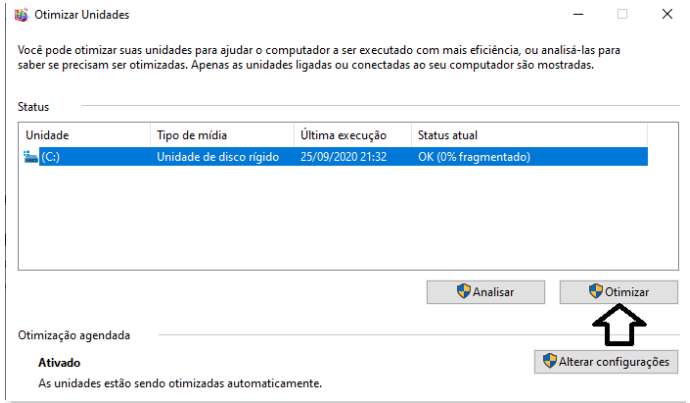 Otimizar Unidades
Você pode otimizar suas unidades para ajudar o computador a ser executado com mais eficiência, ou analisá-las para
saber se precisam ser otimizadas. Apenas as unidades ligadas ou conectadas ao seu computador são mostradas.
Status
Unidade Tipo de mídia Última execução Status atual
(C:) Unidade de disco rígido 25/09/2020 21:32 OK (0% fragmentado)
Analisar Otimizar
Otimização agendada
Ativado Alterar configurações
As unidades estão sendo otimizadas automaticamente.